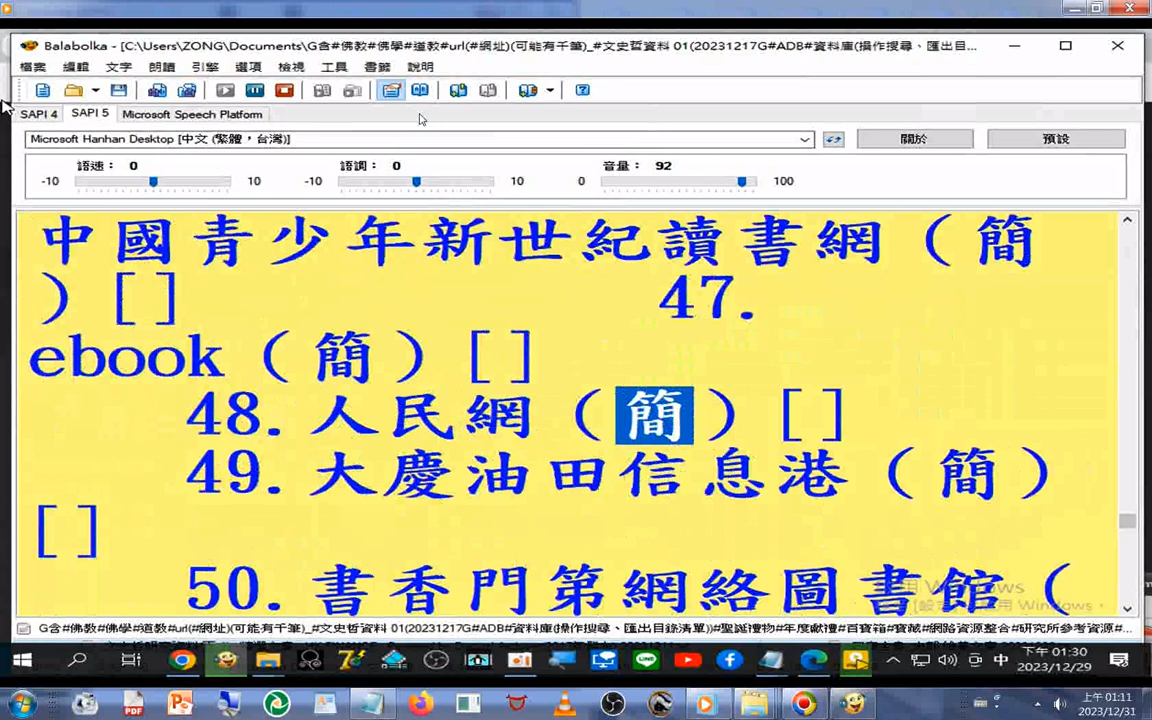 Balabolka - [C:\Users\ZONG\Documents\G含#佛教#佛學#道教#url(#網址)(可能有千筆)_#文史哲資料 01(20231217G#ADB#資料庫(操作搜尋、匯出目...
檔案 編輯 文字 朗讀 引擎 選項 檢視 工具 書籤 說明
SAPI 4 SAPI 5 Microsoft Speech Platform
Microsoft Hanhan Desktop [中文 (繁體，台灣)] 關於 預設
語速： 0 語調： 0 音量： 92
-10 10 -10 10 0 100
中國青少年新世紀讀書網（簡
）[] 47.
ebook（簡）[]
48.人民網（簡）[]
49.大慶油田信息港（簡）
[]
50.書香門第網絡圖書館（
G含#佛教#佛學#道教#url(#網址)(可能有千筆)_#文史哲資料 01(20231217G#ADB#資料庫(操作搜尋、匯出目錄清單))#聖誕禮物#年度獻禮#百寶箱#寶藏#網路資源整合#研究所參考資源#...
中 下午 01:30
2023/12/29
上午 01:11
2023/12/31